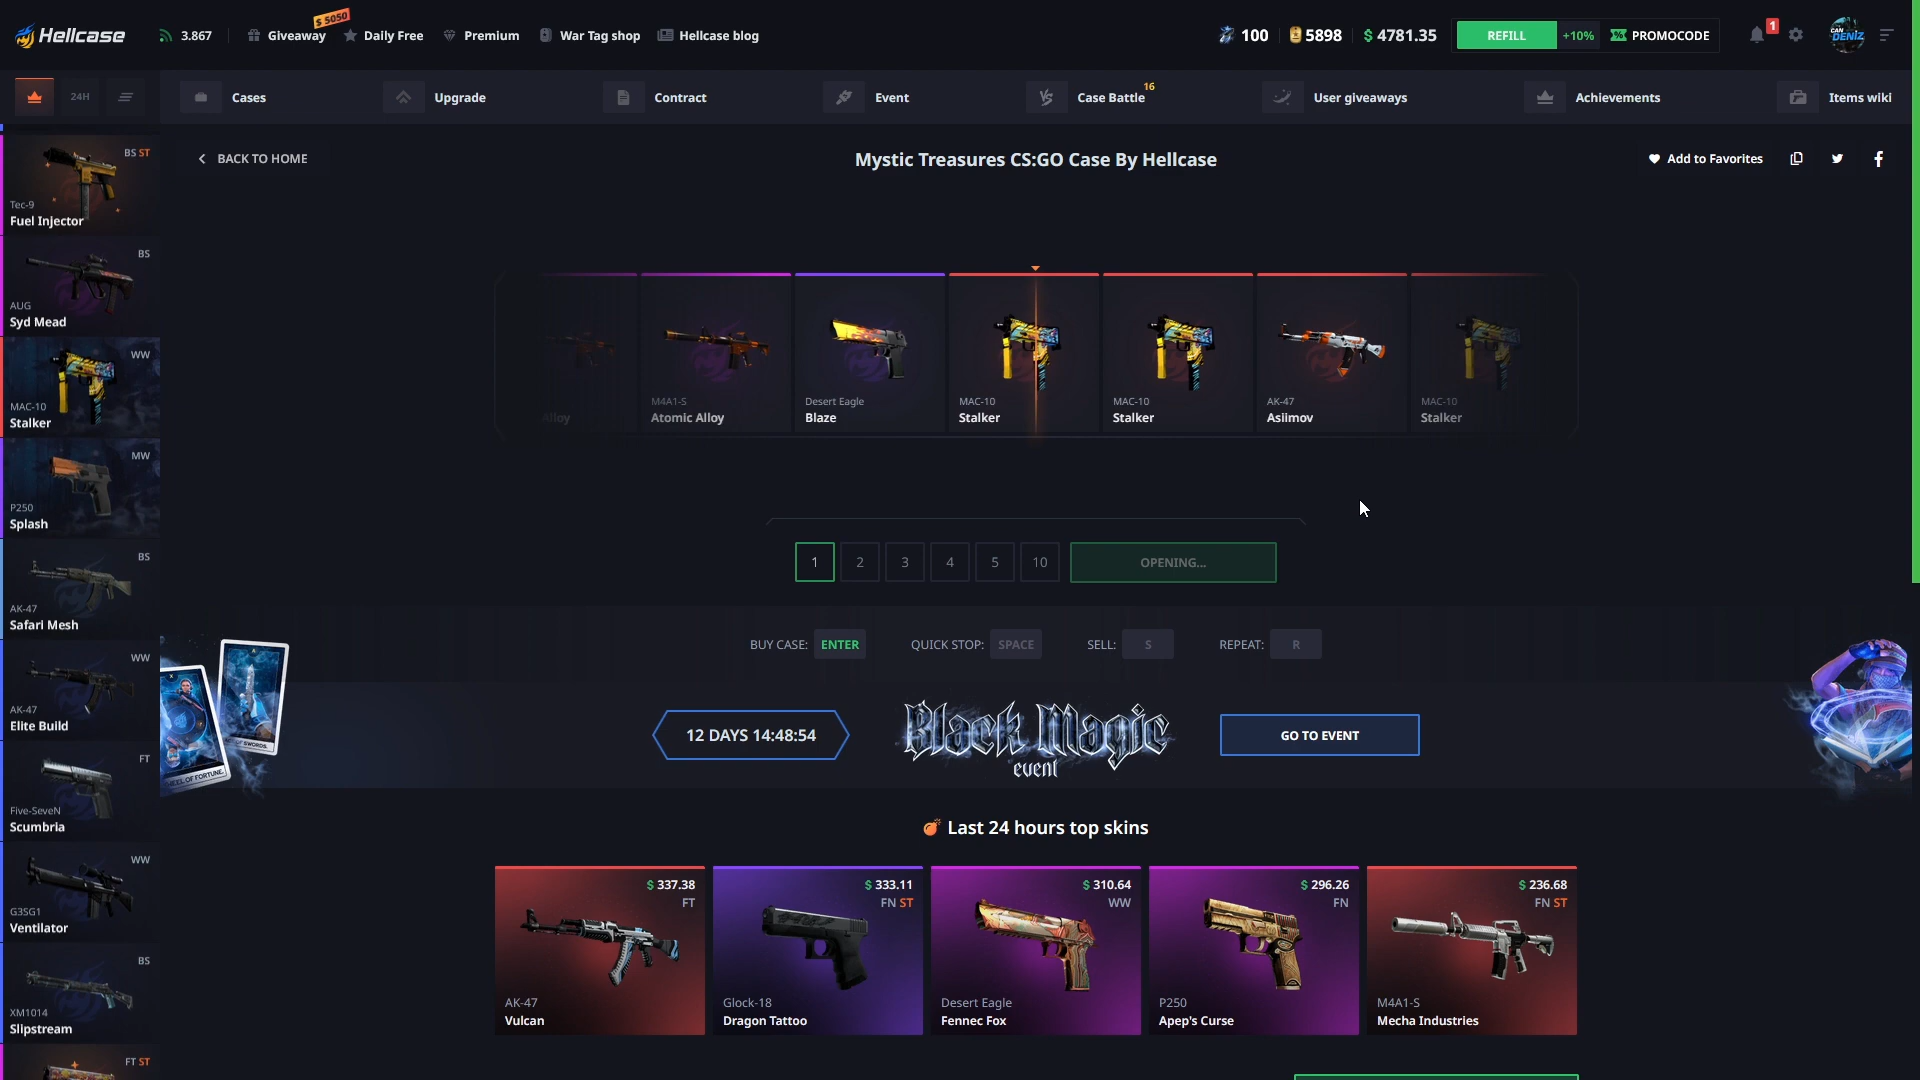 Hellcase
3.867
Giveaway
$ 5050
Daily Free
Premium
War Tag shop
Hellcase blog
100
5898
$ 4781.35
REFILL
+10%
PROMOCODE
1
CAN
DENIZ
24H
Cases
Upgrade
Contract
Event
Case Battle
16
User giveaways
Achievements
Items wiki
BACK TO HOME
Mystic Treasures CS:GO Case By Hellcase
Add to Favorites
BS ST
Tec-9
Fuel Injector
BS
AUG
Syd Mead
WW
MAC-10
Stalker
MW
P250
Splash
BS
AK-47
Safari Mesh
WW
AK-47
Elite Build
FT
Five-SeveN
Scumbria
WW
G3SG1
Ventilator
BS
XM1014
Slipstream
FT ST
Alloy
M4A1-S
Atomic Alloy
Desert Eagle
Blaze
MAC-10
Stalker
MAC-10
Stalker
AK-47
Asiimov
MAC-10
Stalker
1
2
3
4
5
10
OPENING...
BUY CASE: ENTER
QUICK STOP: SPACE
SELL: S
REPEAT: R
12 DAYS 14:48:54
Black Magic
event
GO TO EVENT
OF FORTUNE
SWORDS
Last 24 hours top skins
$ 337.38
FT
AK-47
Vulcan
$ 333.11
FN ST
Glock-18
Dragon Tattoo
$ 310.64
WW
Desert Eagle
Fennec Fox
$ 296.26
FN
P250
Apep's Curse
$ 236.68
FN ST
M4A1-S
Mecha Industries